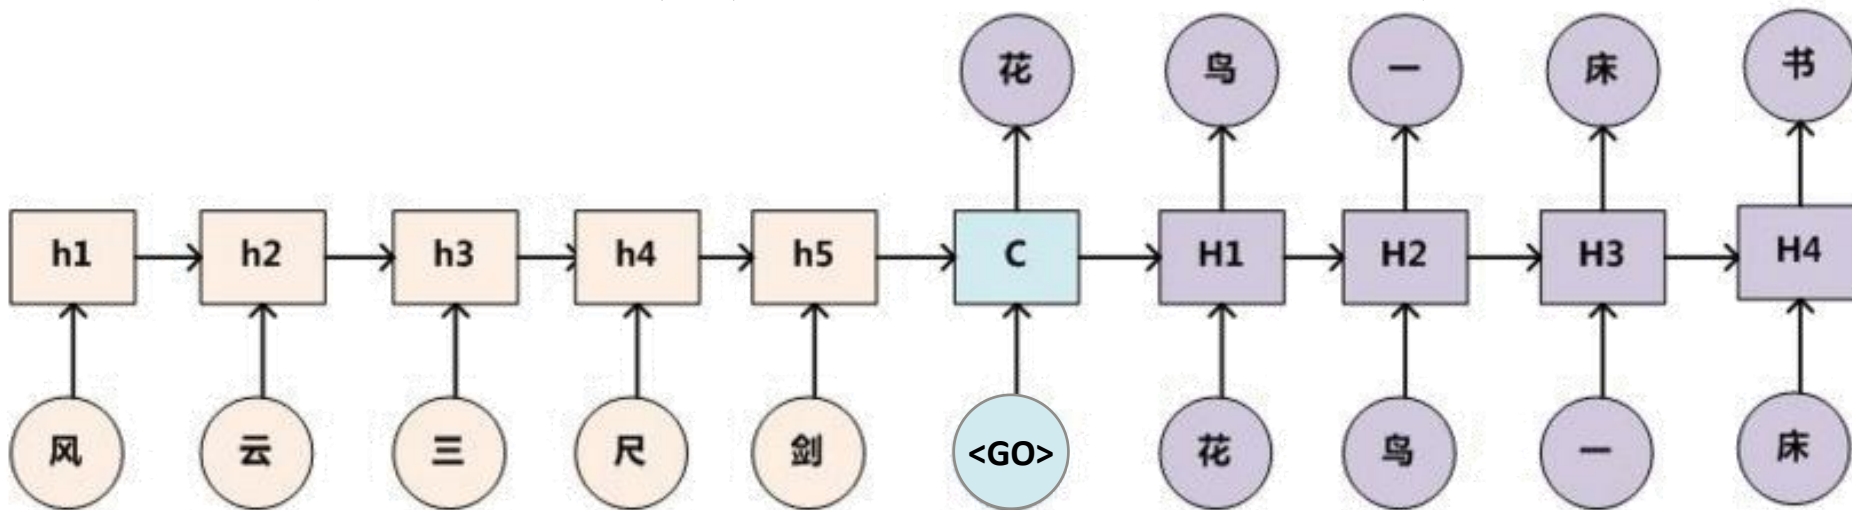 花 鸟 一 床 书
h1 h2 h3 h4 h5 C H1 H2 H3 H4
风 云 三 尺 剑 <GO> 花 鸟 一 床